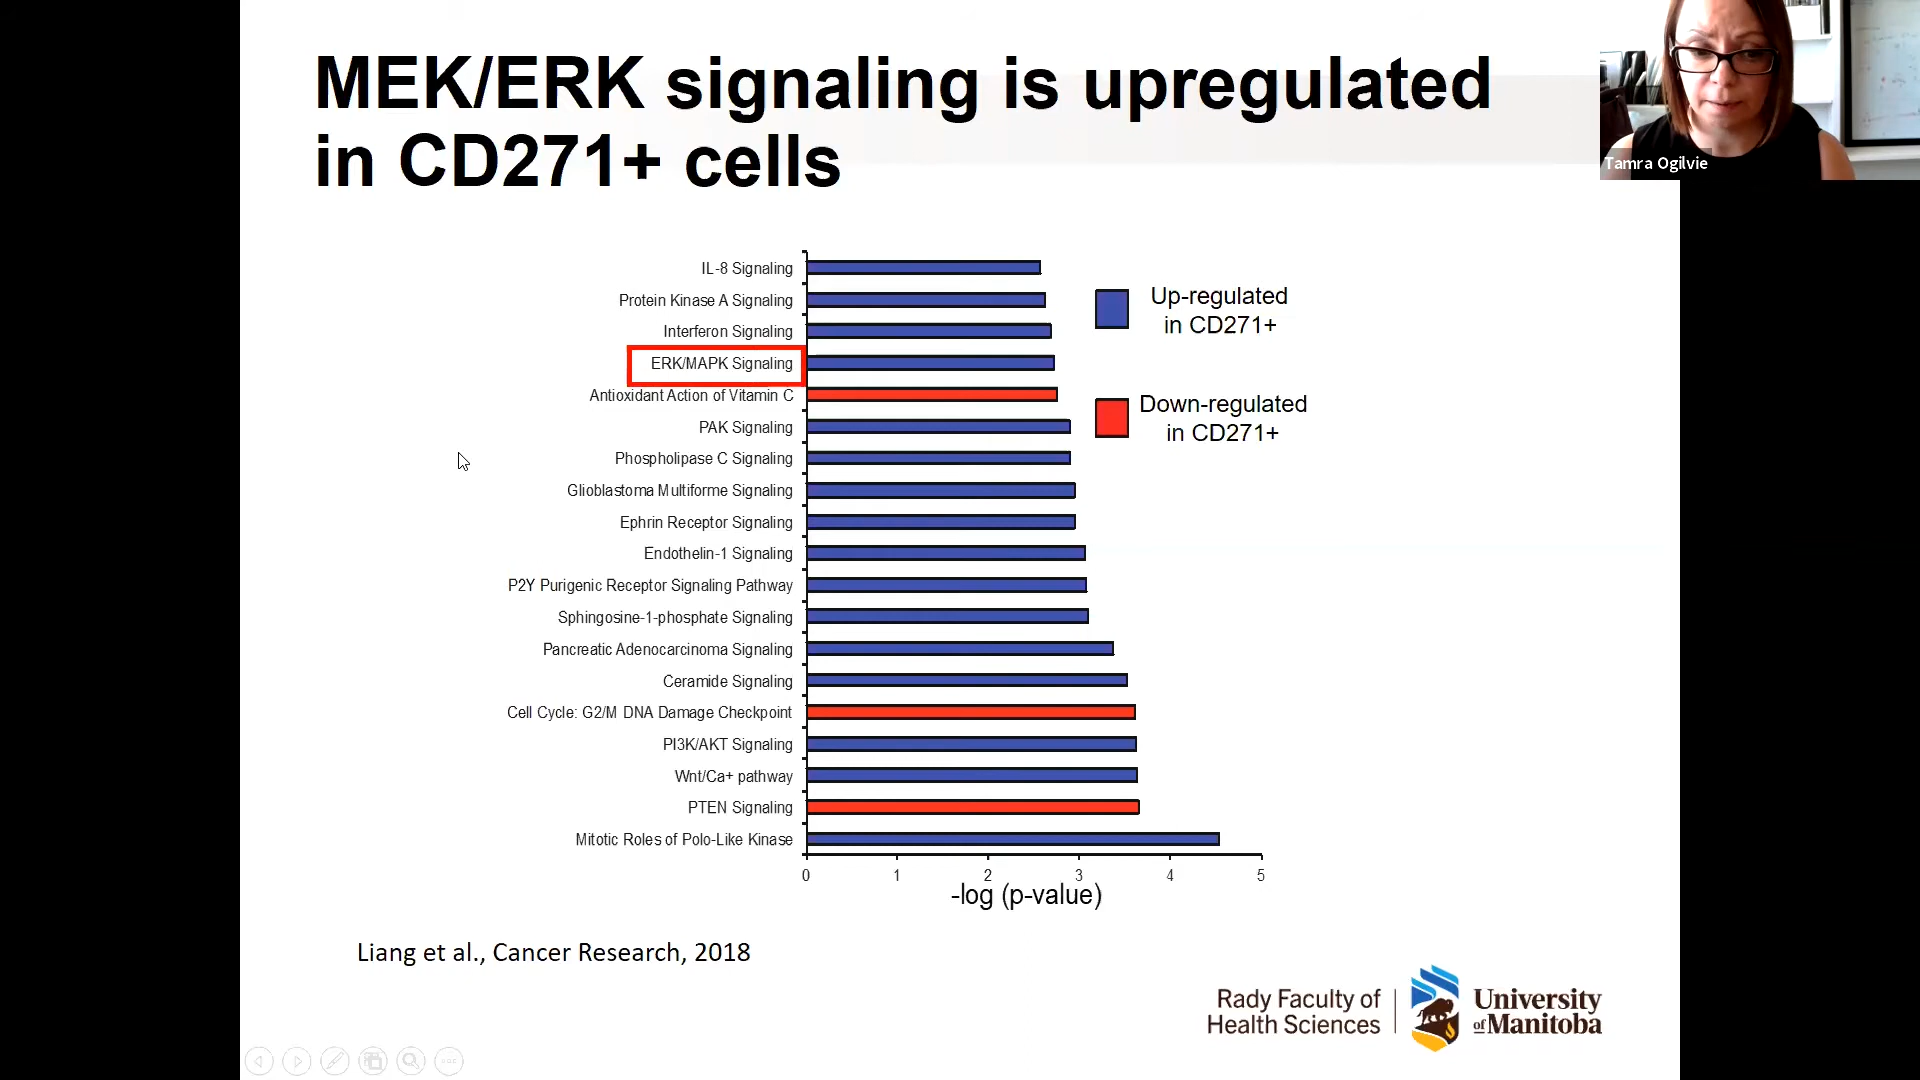 MEK/ERK signaling is upregulated
in CD271+ cells
Tamra Ogilvie
IL-8 Signaling
Protein Kinase A Signaling
Interferon Signaling
ERK/MAPK Signaling
Antioxidant Action of Vitamin C
PAK Signaling
Phospholipase C Signaling
Glioblastoma Multiforme Signaling
Ephrin Receptor Signaling
Endothelin-1 Signaling
P2Y Purigenic Receptor Signaling Pathway
Sphingosine-1-phosphate Signaling
Pancreatic Adenocarcinoma Signaling
Ceramide Signaling
Cell Cycle: G2/M DNA Damage Checkpoint
PI3K/AKT Signaling
Wnt/Ca+ pathway
PTEN Signaling
Mitotic Roles of Polo-Like Kinase
0 1 2 3 4 5
-log (p-value)
Up-regulated
in CD271+
Down-regulated
in CD271+
Liang et al., Cancer Research, 2018
Rady Faculty of
Health Sciences
University
of Manitoba